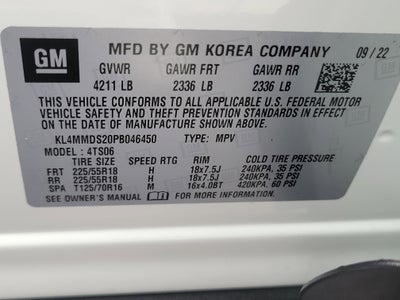 GM
MFD BY GM KOREA COMPANY 09/22
GVWR GAWR FRT GAWR RR
4211 LB 2336 LB 2336 LB
THIS VEHICLE CONFORMS TO ALL APPLICABLE U.S. FEDERAL MOTOR
VEHICLE SAFETY AND THEFT PREVENTION STANDARDS IN EFFECT ON THE
DATE OF MANUFACTURE SHOWN ABOVE.
KL4MMDS20PB046450 TYPE: MPV
MODEL: 4TS06
TIRE SIZE SPEED RTG RIM COLD TIRE PRESSURE
FRT 225/55R18 H 18x7.5J 240KPA, 35 PSI
RR 225/55R18 H 18x7.5J 240KPA, 35 PSI
SPA T125/70R16 M 16x4.0BT 420KPA, 60 PSI
SEE OWNER'S MANUAL FOR MORE INFORMATION.